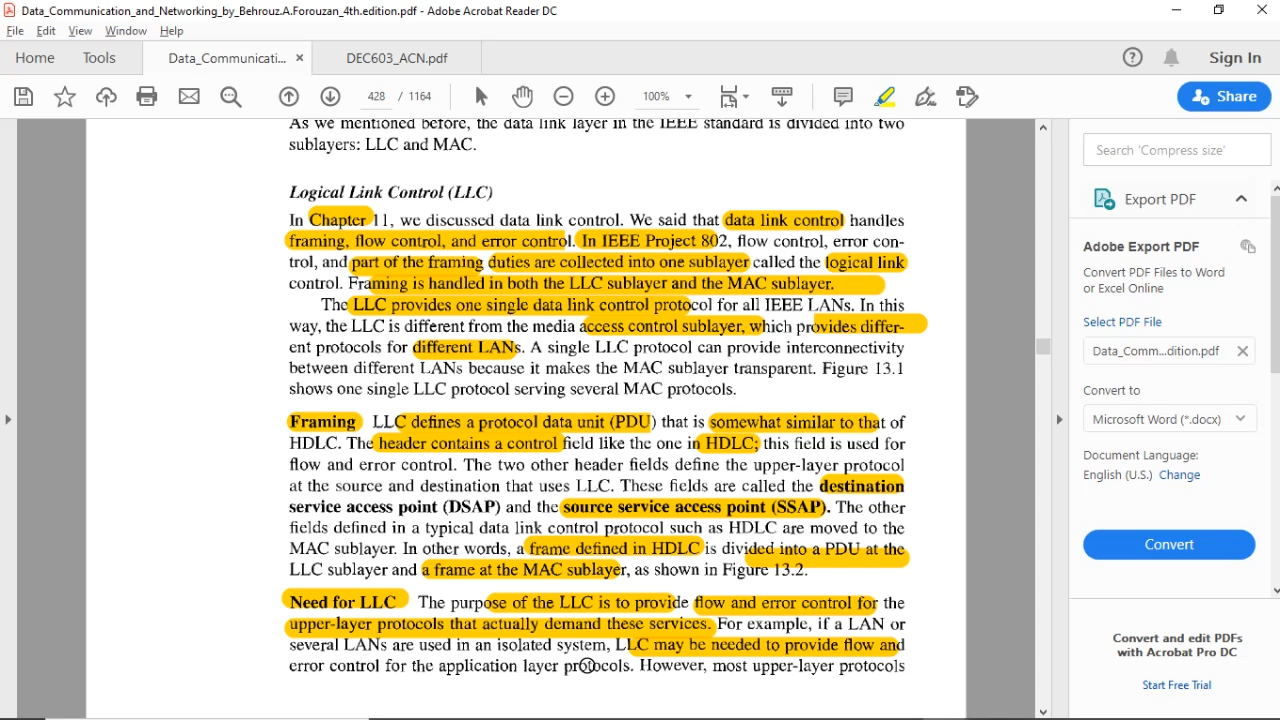 Data_Communication_and_Networking_by_Behrouz.A.Forouzan_4th.edition.pdf - Adobe Acrobat Reader DC
File Edit View Window Help
Home Tools Data_Communicati... × DEC603_ACN.pdf Sign In
428 / 1164 100% Share
As we mentioned before, the data link layer in the IEEE standard is divided into two
sublayers: LLC and MAC.
Logical Link Control (LLC)
In Chapter 11, we discussed data link control. We said that data link control handles
framing, flow control, and error control. In IEEE Project 802, flow control, error con-
trol, and part of the framing duties are collected into one sublayer called the logical link
control. Framing is handled in both the LLC sublayer and the MAC sublayer.
The LLC provides one single data link control protocol for all IEEE LANs. In this
way, the LLC is different from the media access control sublayer, which provides differ-
ent protocols for different LANs. A single LLC protocol can provide interconnectivity
between different LANs because it makes the MAC sublayer transparent. Figure 13.1
shows one single LLC protocol serving several MAC protocols.
Framing LLC defines a protocol data unit (PDU) that is somewhat similar to that of
HDLC. The header contains a control field like the one in HDLC; this field is used for
flow and error control. The two other header fields define the upper-layer protocol
at the source and destination that uses LLC. These fields are called the destination
service access point (DSAP) and the source service access point (SSAP). The other
fields defined in a typical data link control protocol such as HDLC are moved to the
MAC sublayer. In other words, a frame defined in HDLC is divided into a PDU at the
LLC sublayer and a frame at the MAC sublayer, as shown in Figure 13.2.
Need for LLC The purpose of the LLC is to provide flow and error control for the
upper-layer protocols that actually demand these services. For example, if a LAN or
several LANs are used in an isolated system, LLC may be needed to provide flow and
error control for the application layer protocols. However, most upper-layer protocols
Search 'Compress size'
Export PDF
Adobe Export PDF
Convert PDF Files to Word
or Excel Online
Select PDF File
Data_Comm...dition.pdf
Convert to
Microsoft Word (*.docx)
Document Language:
English (U.S.) Change
Convert
Convert and edit PDFs
with Acrobat Pro DC
Start Free Trial